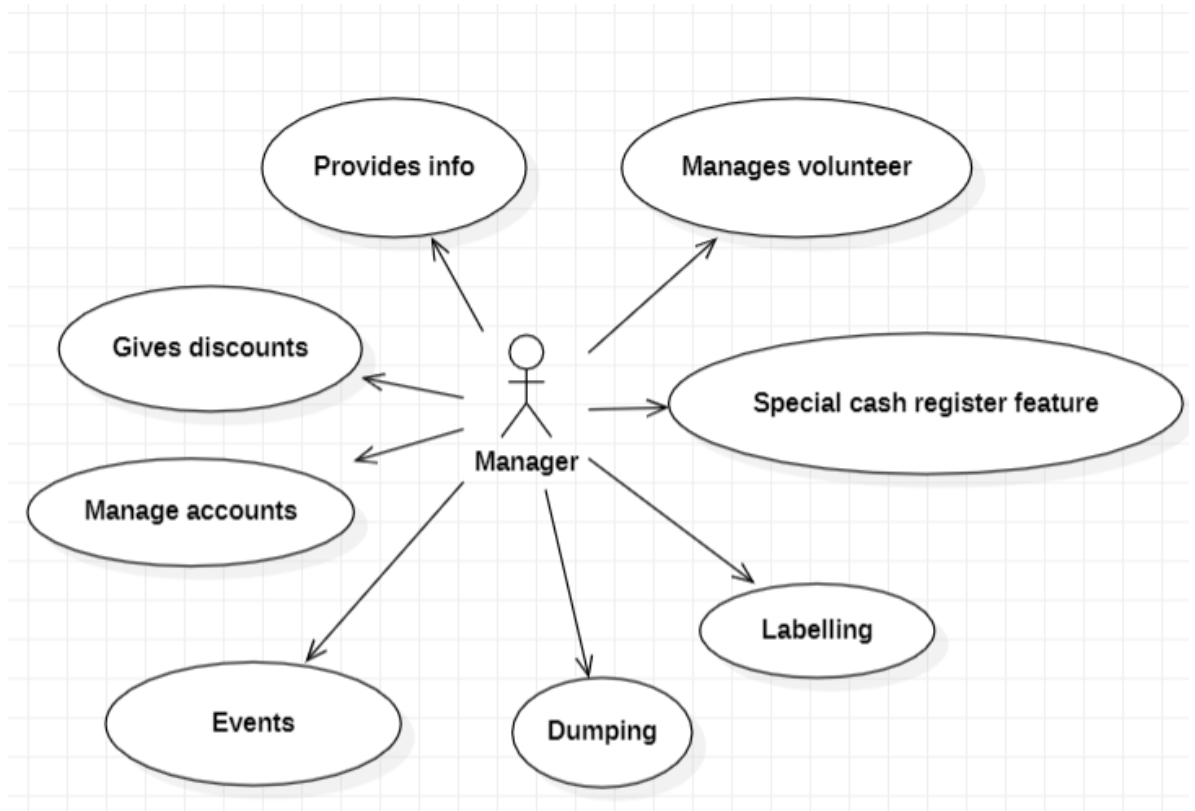 Provides info
Manages volunteer
Gives discounts
Special cash register feature
Manager
Manage accounts
Labelling
Events
Dumping